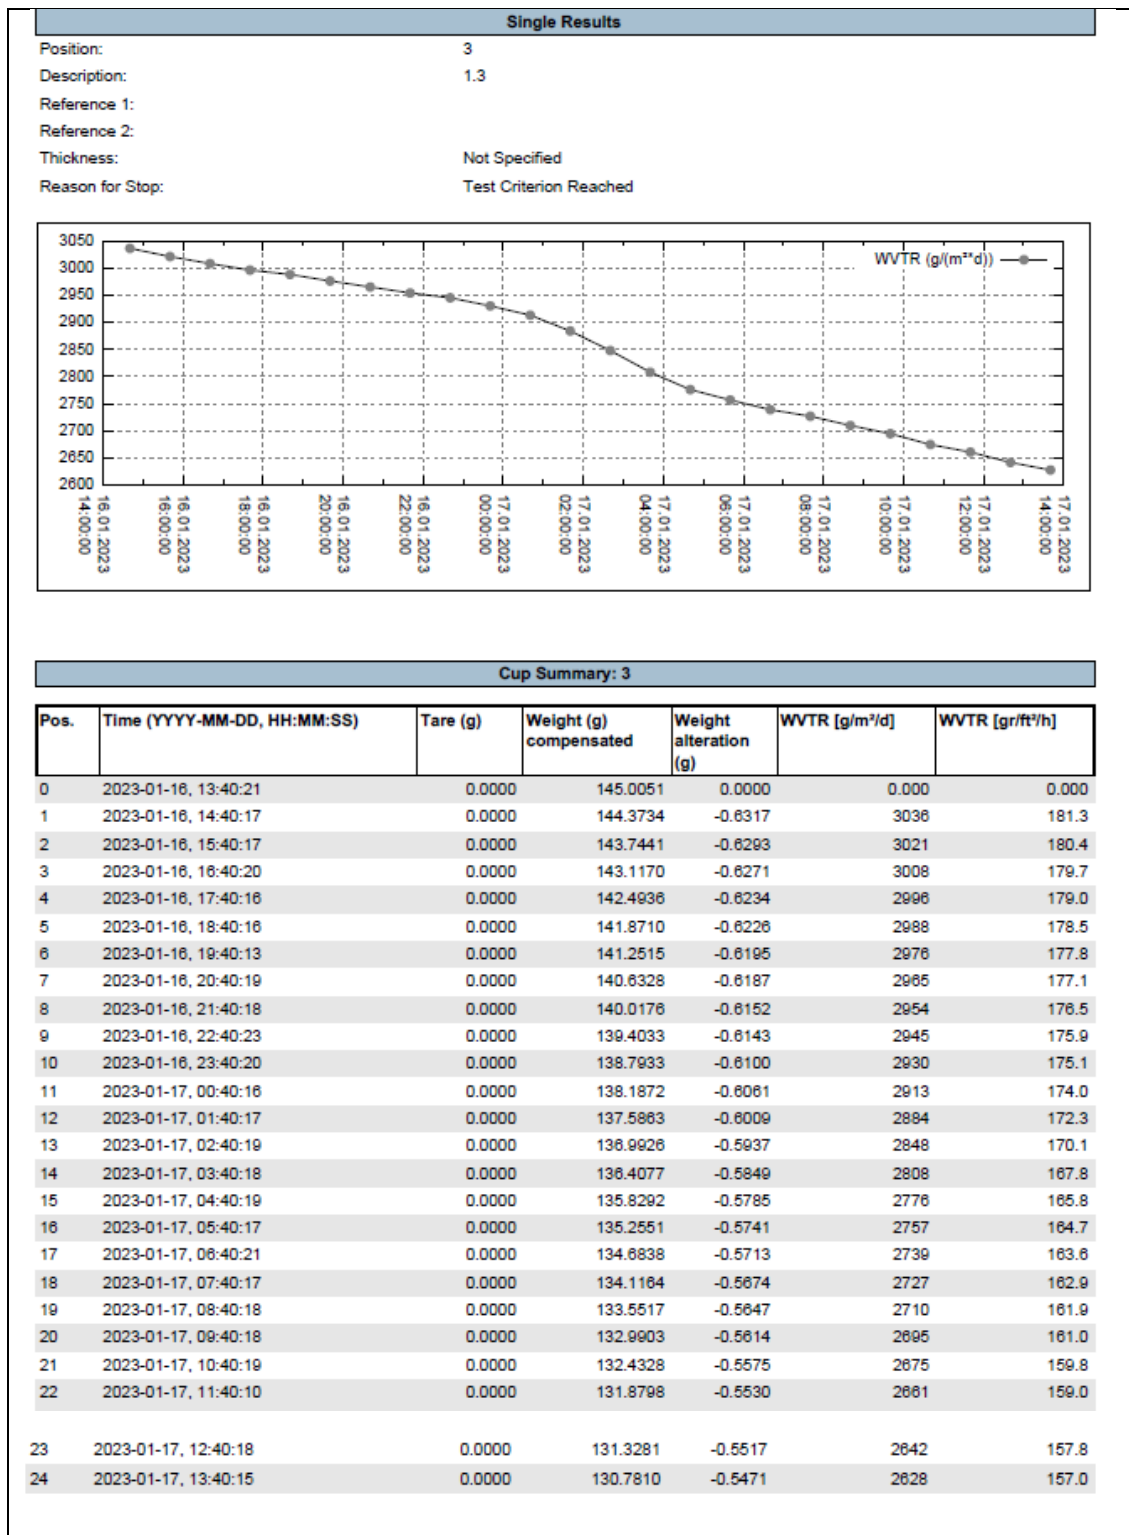 Single Results
Position: 3
Description: 1.3
Reference 1:
Reference 2:
Thickness: Not Specified
Reason for Stop: Test Criterion Reached
WVTR (g/(m²*d))
3050
3000
2950
2900
2850
2800
2750
2700
2650
2600
16.01.2023 14:00:00
16.01.2023 16:00:00
16.01.2023 18:00:00
16.01.2023 20:00:00
16.01.2023 22:00:00
17.01.2023 00:00:00
17.01.2023 02:00:00
17.01.2023 04:00:00
17.01.2023 06:00:00
17.01.2023 08:00:00
17.01.2023 10:00:00
17.01.2023 12:00:00
17.01.2023 14:00:00
Cup Summary: 3
Pos. Time (YYYY-MM-DD, HH:MM:SS) Tare (g) Weight (g) compensated Weight alteration (g) WVTR [g/m²/d] WVTR [gr/ft²/h]
0 2023-01-16, 13:40:21 0.0000 145.0051 0.0000 0.000 0.000
1 2023-01-16, 14:40:17 0.0000 144.3734 -0.6317 3036 181.3
2 2023-01-16, 15:40:17 0.0000 143.7441 -0.6293 3021 180.4
3 2023-01-16, 16:40:20 0.0000 143.1170 -0.6271 3008 179.7
4 2023-01-16, 17:40:16 0.0000 142.4936 -0.6234 2996 179.0
5 2023-01-16, 18:40:16 0.0000 141.8710 -0.6226 2988 178.5
6 2023-01-16, 19:40:13 0.0000 141.2515 -0.6195 2976 177.8
7 2023-01-16, 20:40:19 0.0000 140.6328 -0.6187 2965 177.1
8 2023-01-16, 21:40:18 0.0000 140.0176 -0.6152 2954 176.5
9 2023-01-16, 22:40:23 0.0000 139.4033 -0.6143 2945 175.9
10 2023-01-16, 23:40:20 0.0000 138.7933 -0.6100 2930 175.1
11 2023-01-17, 00:40:16 0.0000 138.1872 -0.6061 2913 174.0
12 2023-01-17, 01:40:17 0.0000 137.5863 -0.6009 2884 172.3
13 2023-01-17, 02:40:19 0.0000 136.9926 -0.5937 2848 170.1
14 2023-01-17, 03:40:18 0.0000 136.4077 -0.5849 2808 167.8
15 2023-01-17, 04:40:19 0.0000 135.8292 -0.5785 2776 165.8
16 2023-01-17, 05:40:17 0.0000 135.2551 -0.5741 2757 164.7
17 2023-01-17, 06:40:21 0.0000 134.6838 -0.5713 2739 163.6
18 2023-01-17, 07:40:17 0.0000 134.1164 -0.5674 2727 162.9
19 2023-01-17, 08:40:18 0.0000 133.5517 -0.5647 2710 161.9
20 2023-01-17, 09:40:18 0.0000 132.9903 -0.5614 2695 161.0
21 2023-01-17, 10:40:19 0.0000 132.4328 -0.5575 2675 159.8
22 2023-01-17, 11:40:10 0.0000 131.8798 -0.5530 2661 159.0
23 2023-01-17, 12:40:18 0.0000 131.3281 -0.5517 2642 157.8
24 2023-01-17, 13:40:15 0.0000 130.7810 -0.5471 2628 157.0